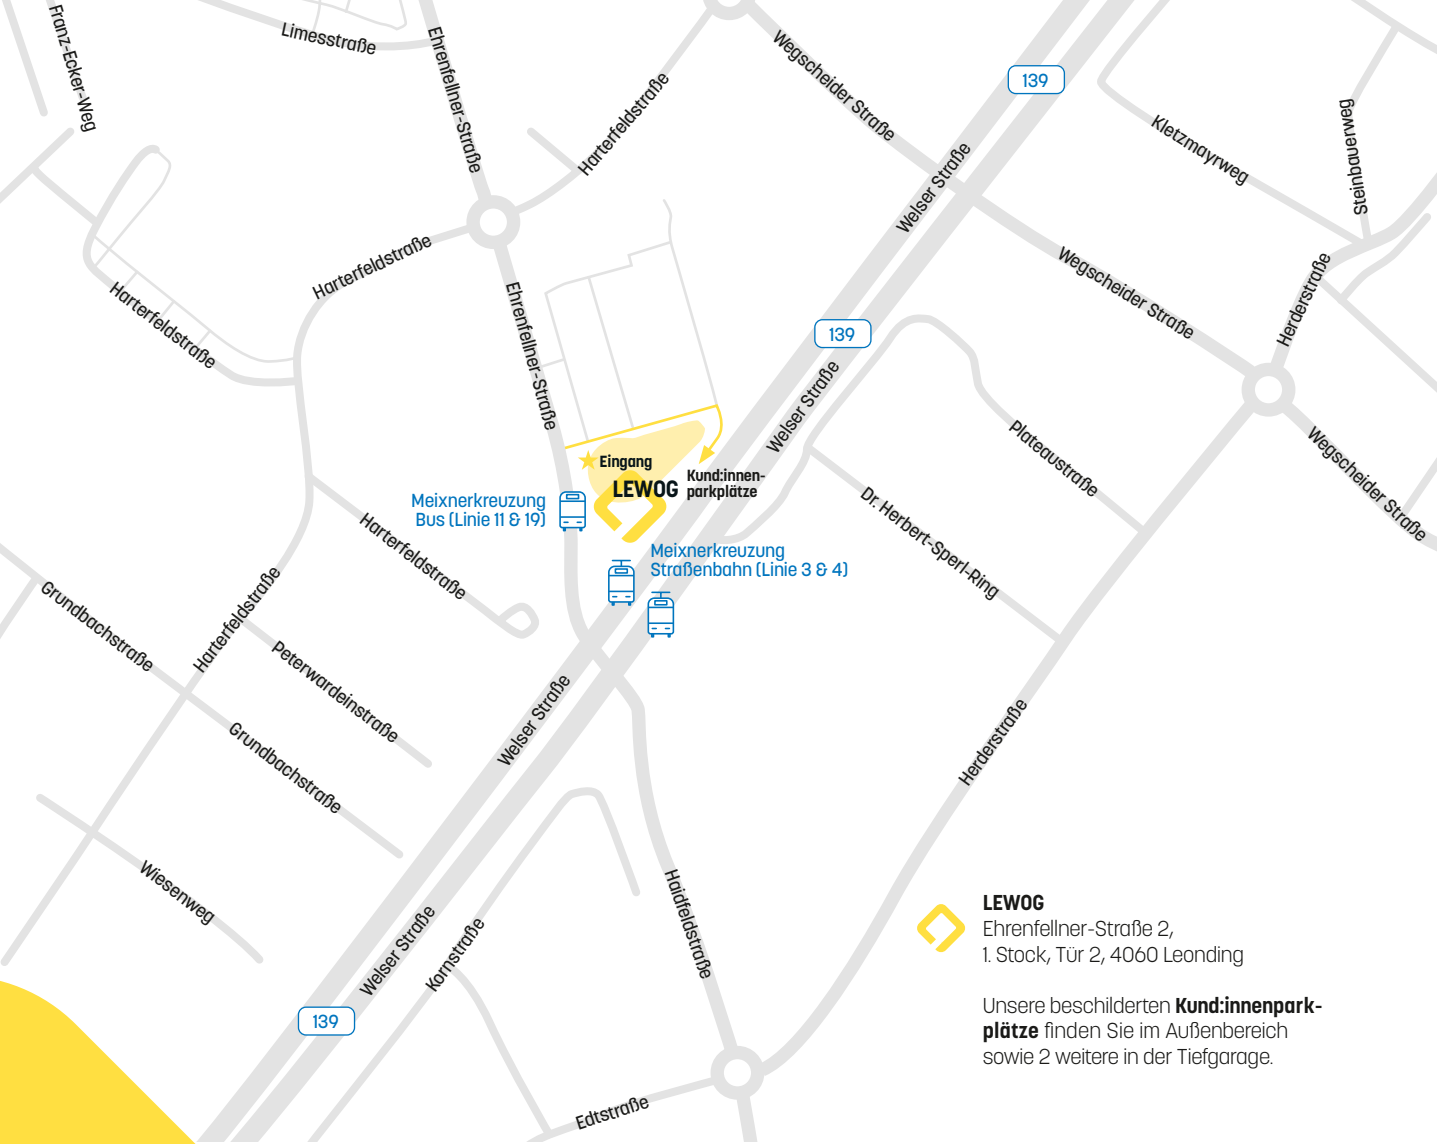 Franz-Ecker-Weg
Limesstraße
Ehrenfellner-Straße
Harterfeldstraße
Wegscheider Straße
139
Kletzmayrweg
Steinbauerweg
Welser Straße
Harterfeldstraße
Harterfeldstraße
Ehrenfellner-Straße
Wegscheider Straße
Herderstraße
139
Welser Straße
Plateaustraße
Wegscheider Straße
Eingang
LEWOG
Kund:innen-
parkplätze
Meixnerkreuzung
Bus (Linie 11 & 19)
Meixnerkreuzung
Straßenbahn (Linie 3 & 4)
Dr. Herbert-Sperl-Ring
Harterfeldstraße
Harterfeldstraße
Grundbachstraße
Peterwardeinstraße
Grundbachstraße
Welser Straße
Herderstraße
Wiesenweg
Welser Straße
Kornstraße
Haidfeldstraße
139
Edtstraße
LEWOG
Ehrenfellner-Straße 2,
1. Stock, Tür 2, 4060 Leonding
Unsere beschilderten Kund:innenpark-
plätze finden Sie im Außenbereich
sowie 2 weitere in der Tiefgarage.